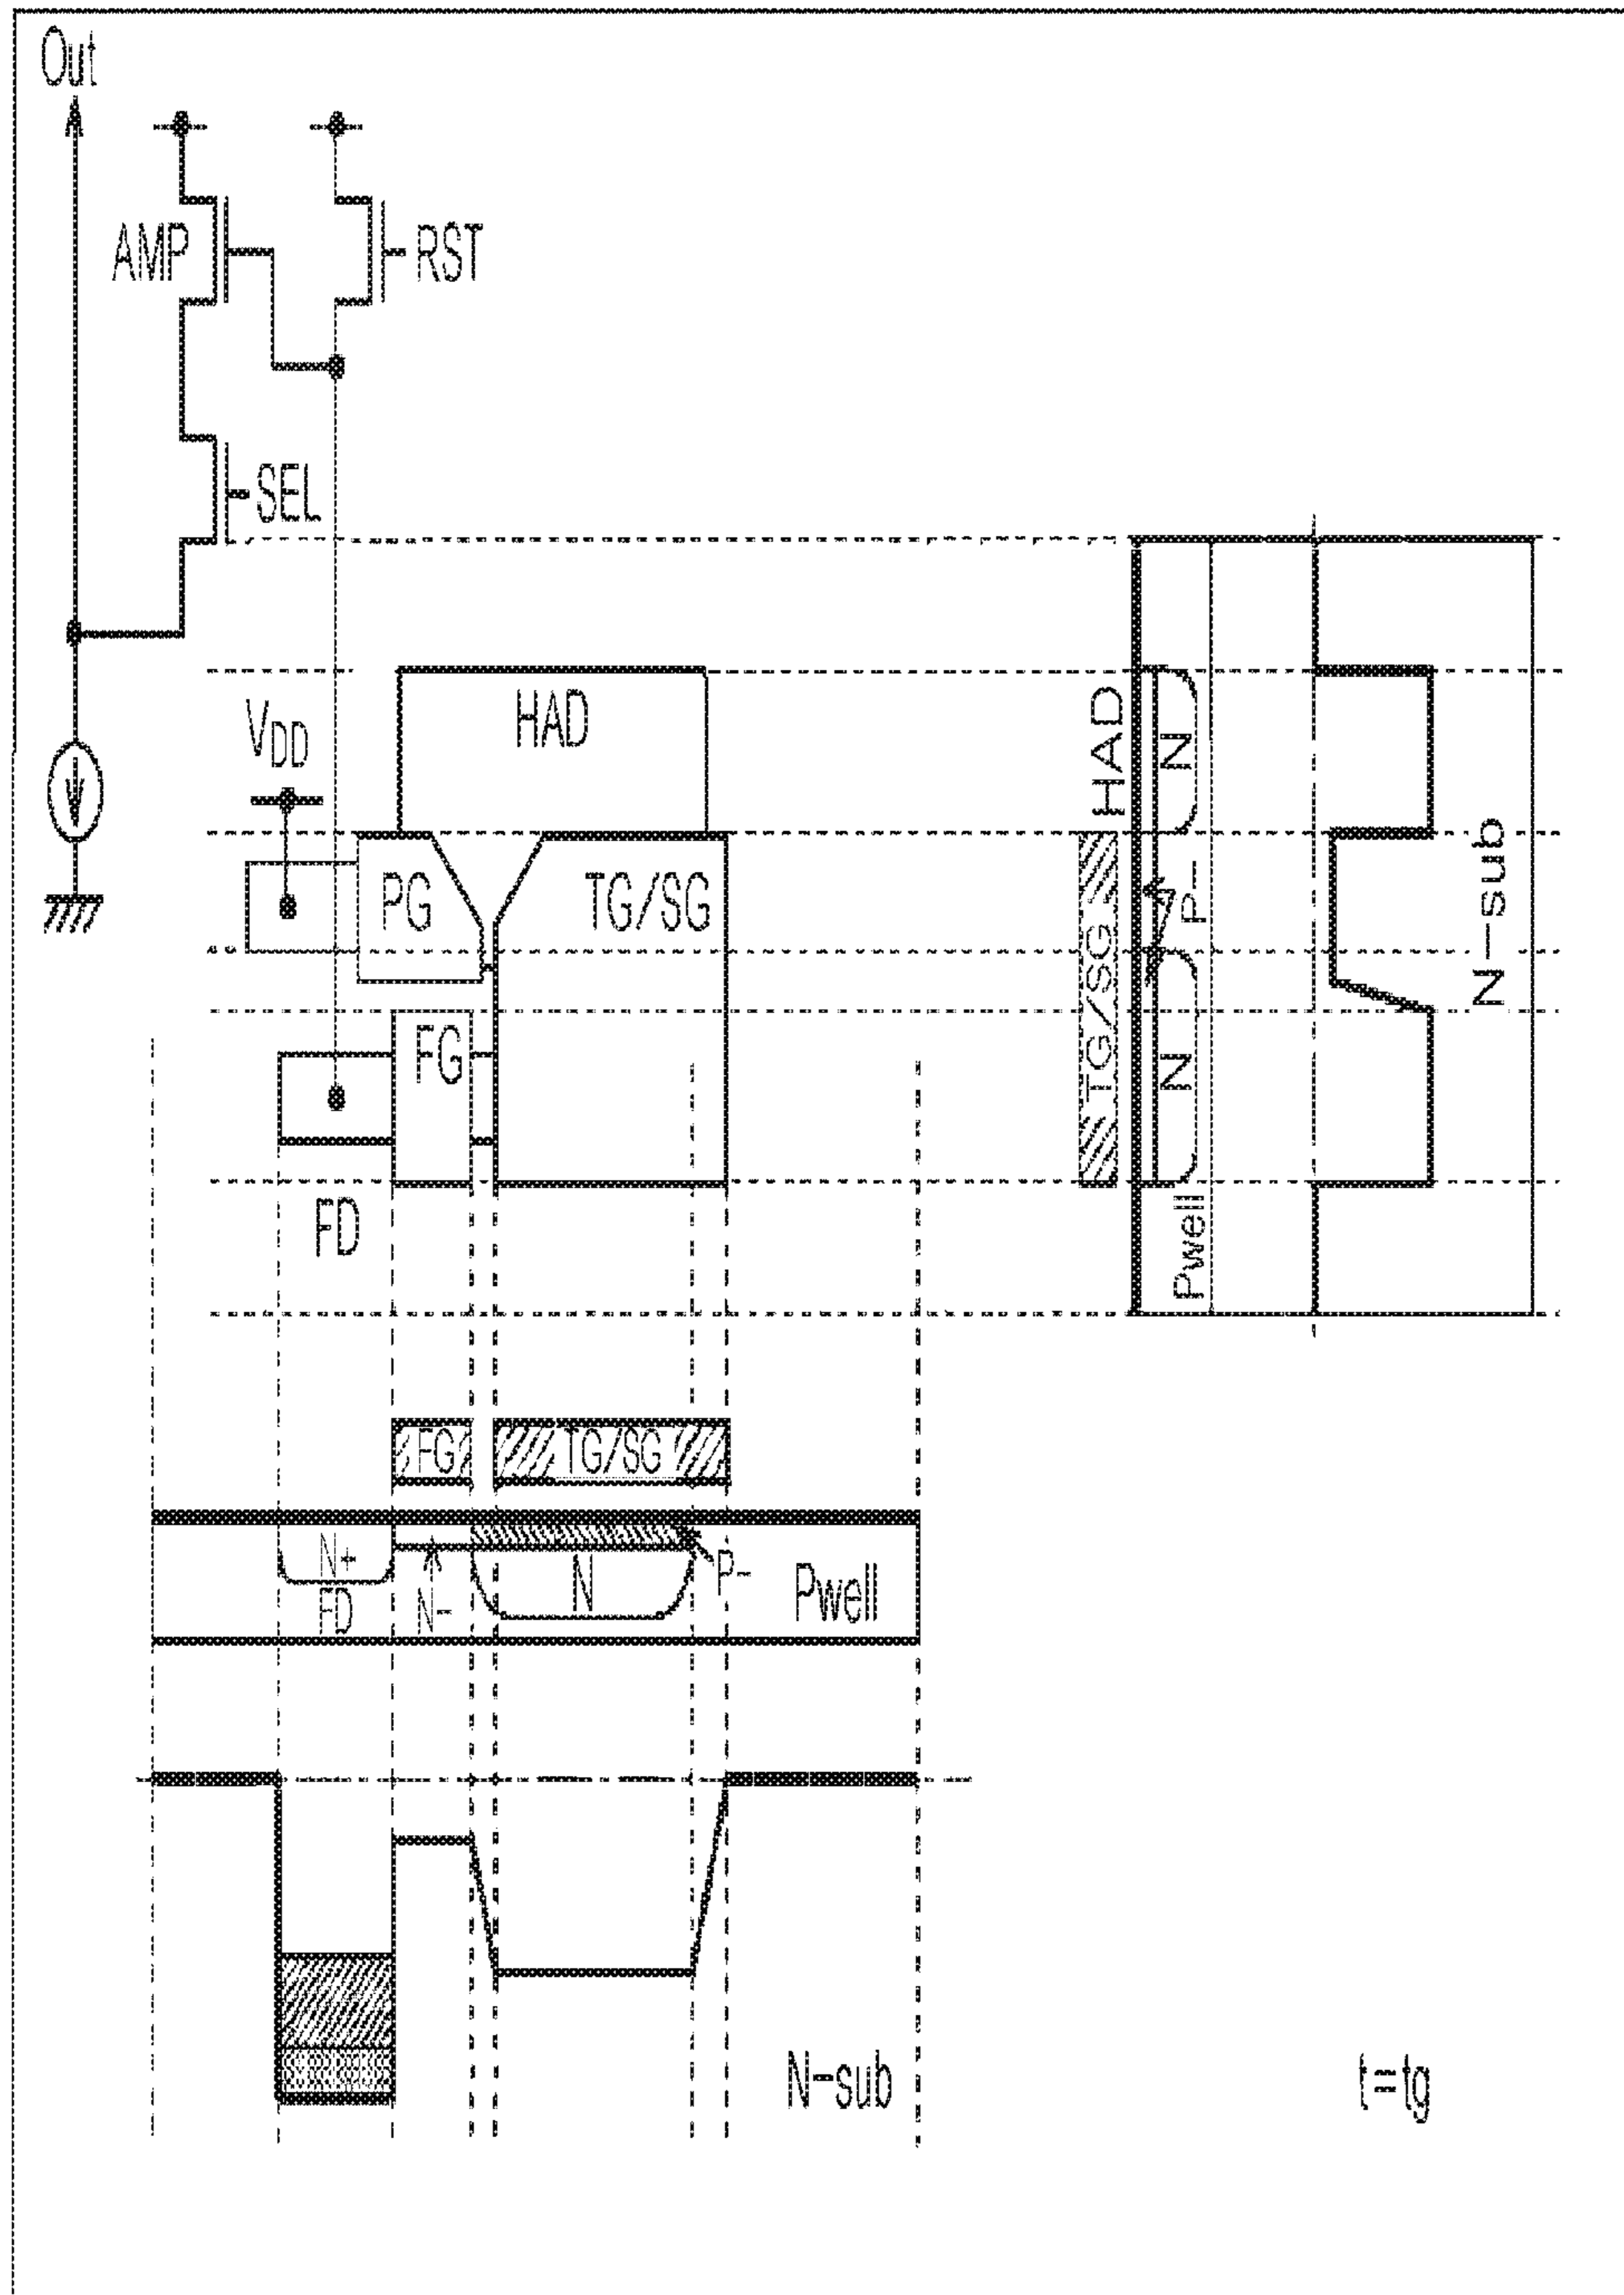 Out
AMP
RST
SEL
VDD
HAD
PG
TG/SG
FG
FD
HAD
N
P-
TG/SG
N
Pwell
N-sub
FG
TG/SG
N+
FD
N-
N
P-
Pwell
N-sub
t=tg